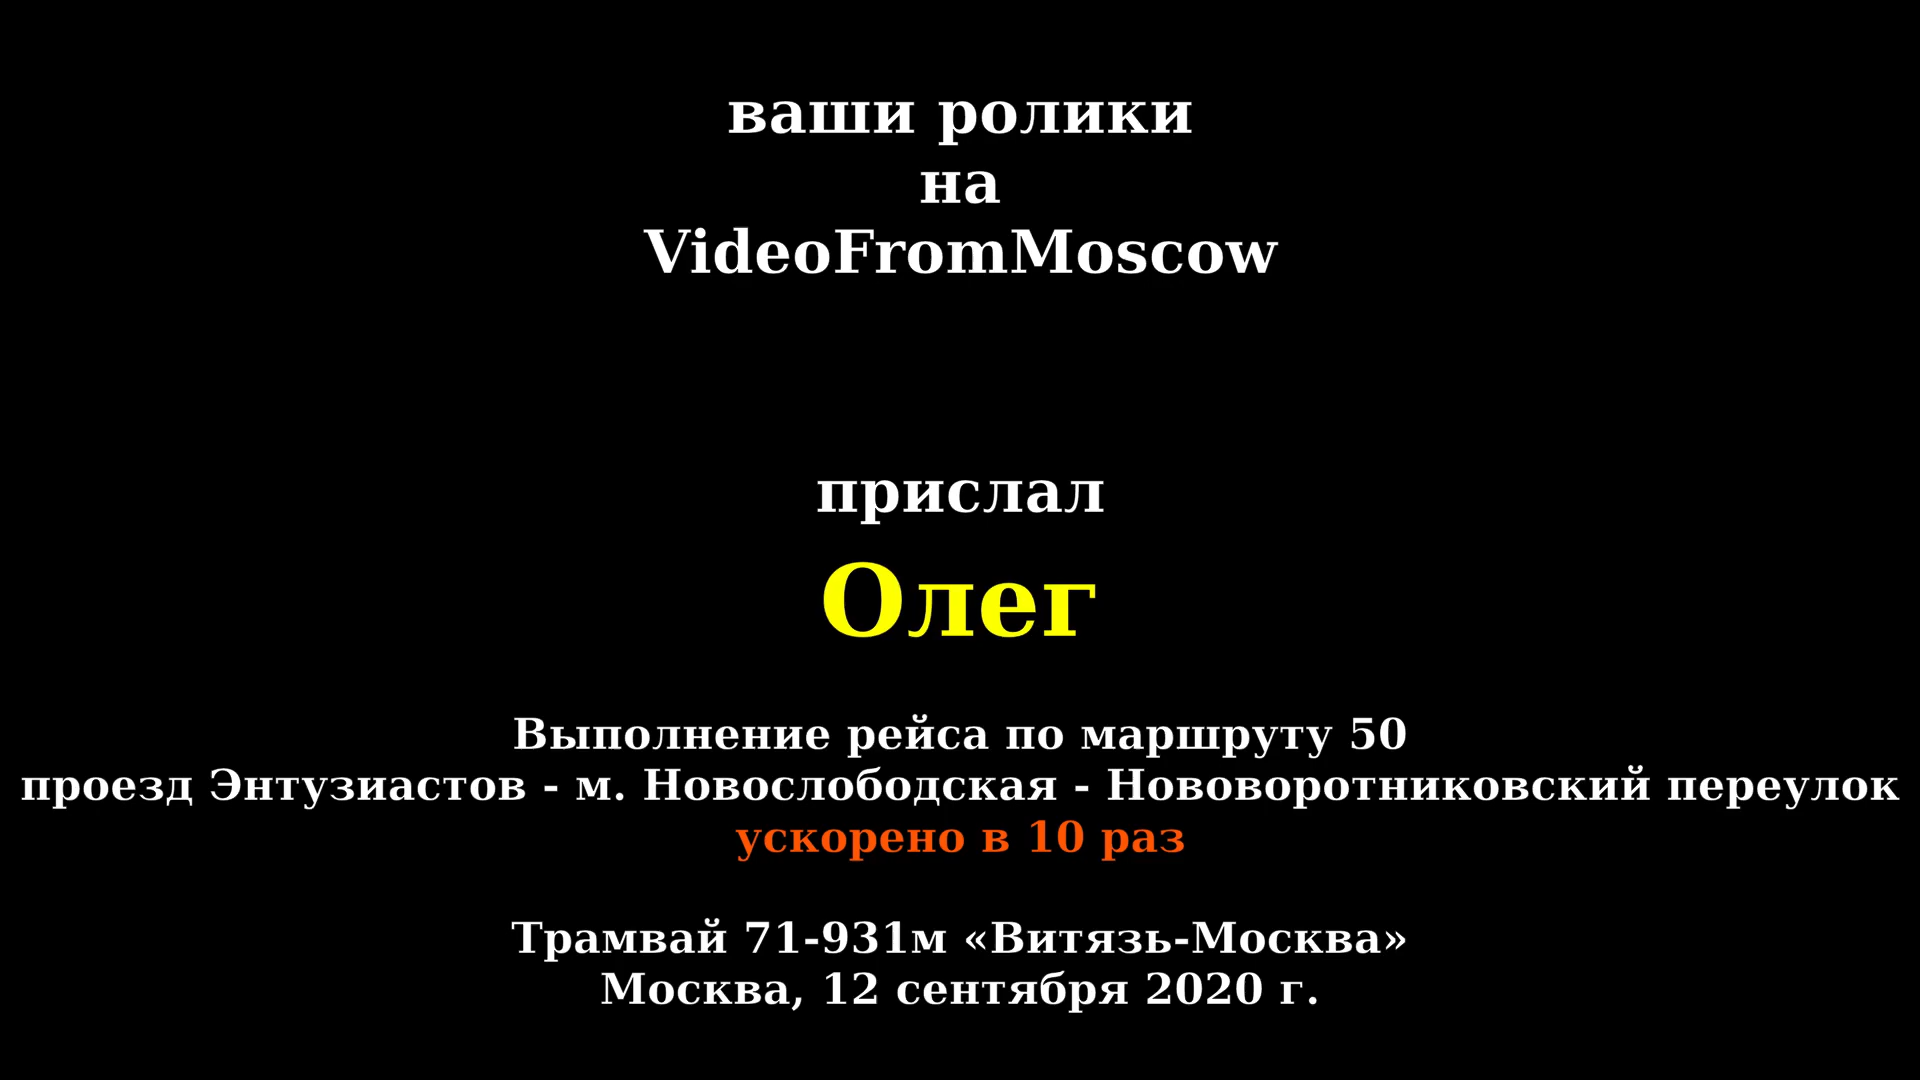 ваши ролики
на
VideoFromMoscow
прислал
Олег
Выполнение рейса по маршруту 50
проезд Энтузиастов - м. Новослободская - Нововоротниковский переулок
ускорено в 10 раз
Трамвай 71-931м «Витязь-Москва»
Москва, 12 сентября 2020 г.